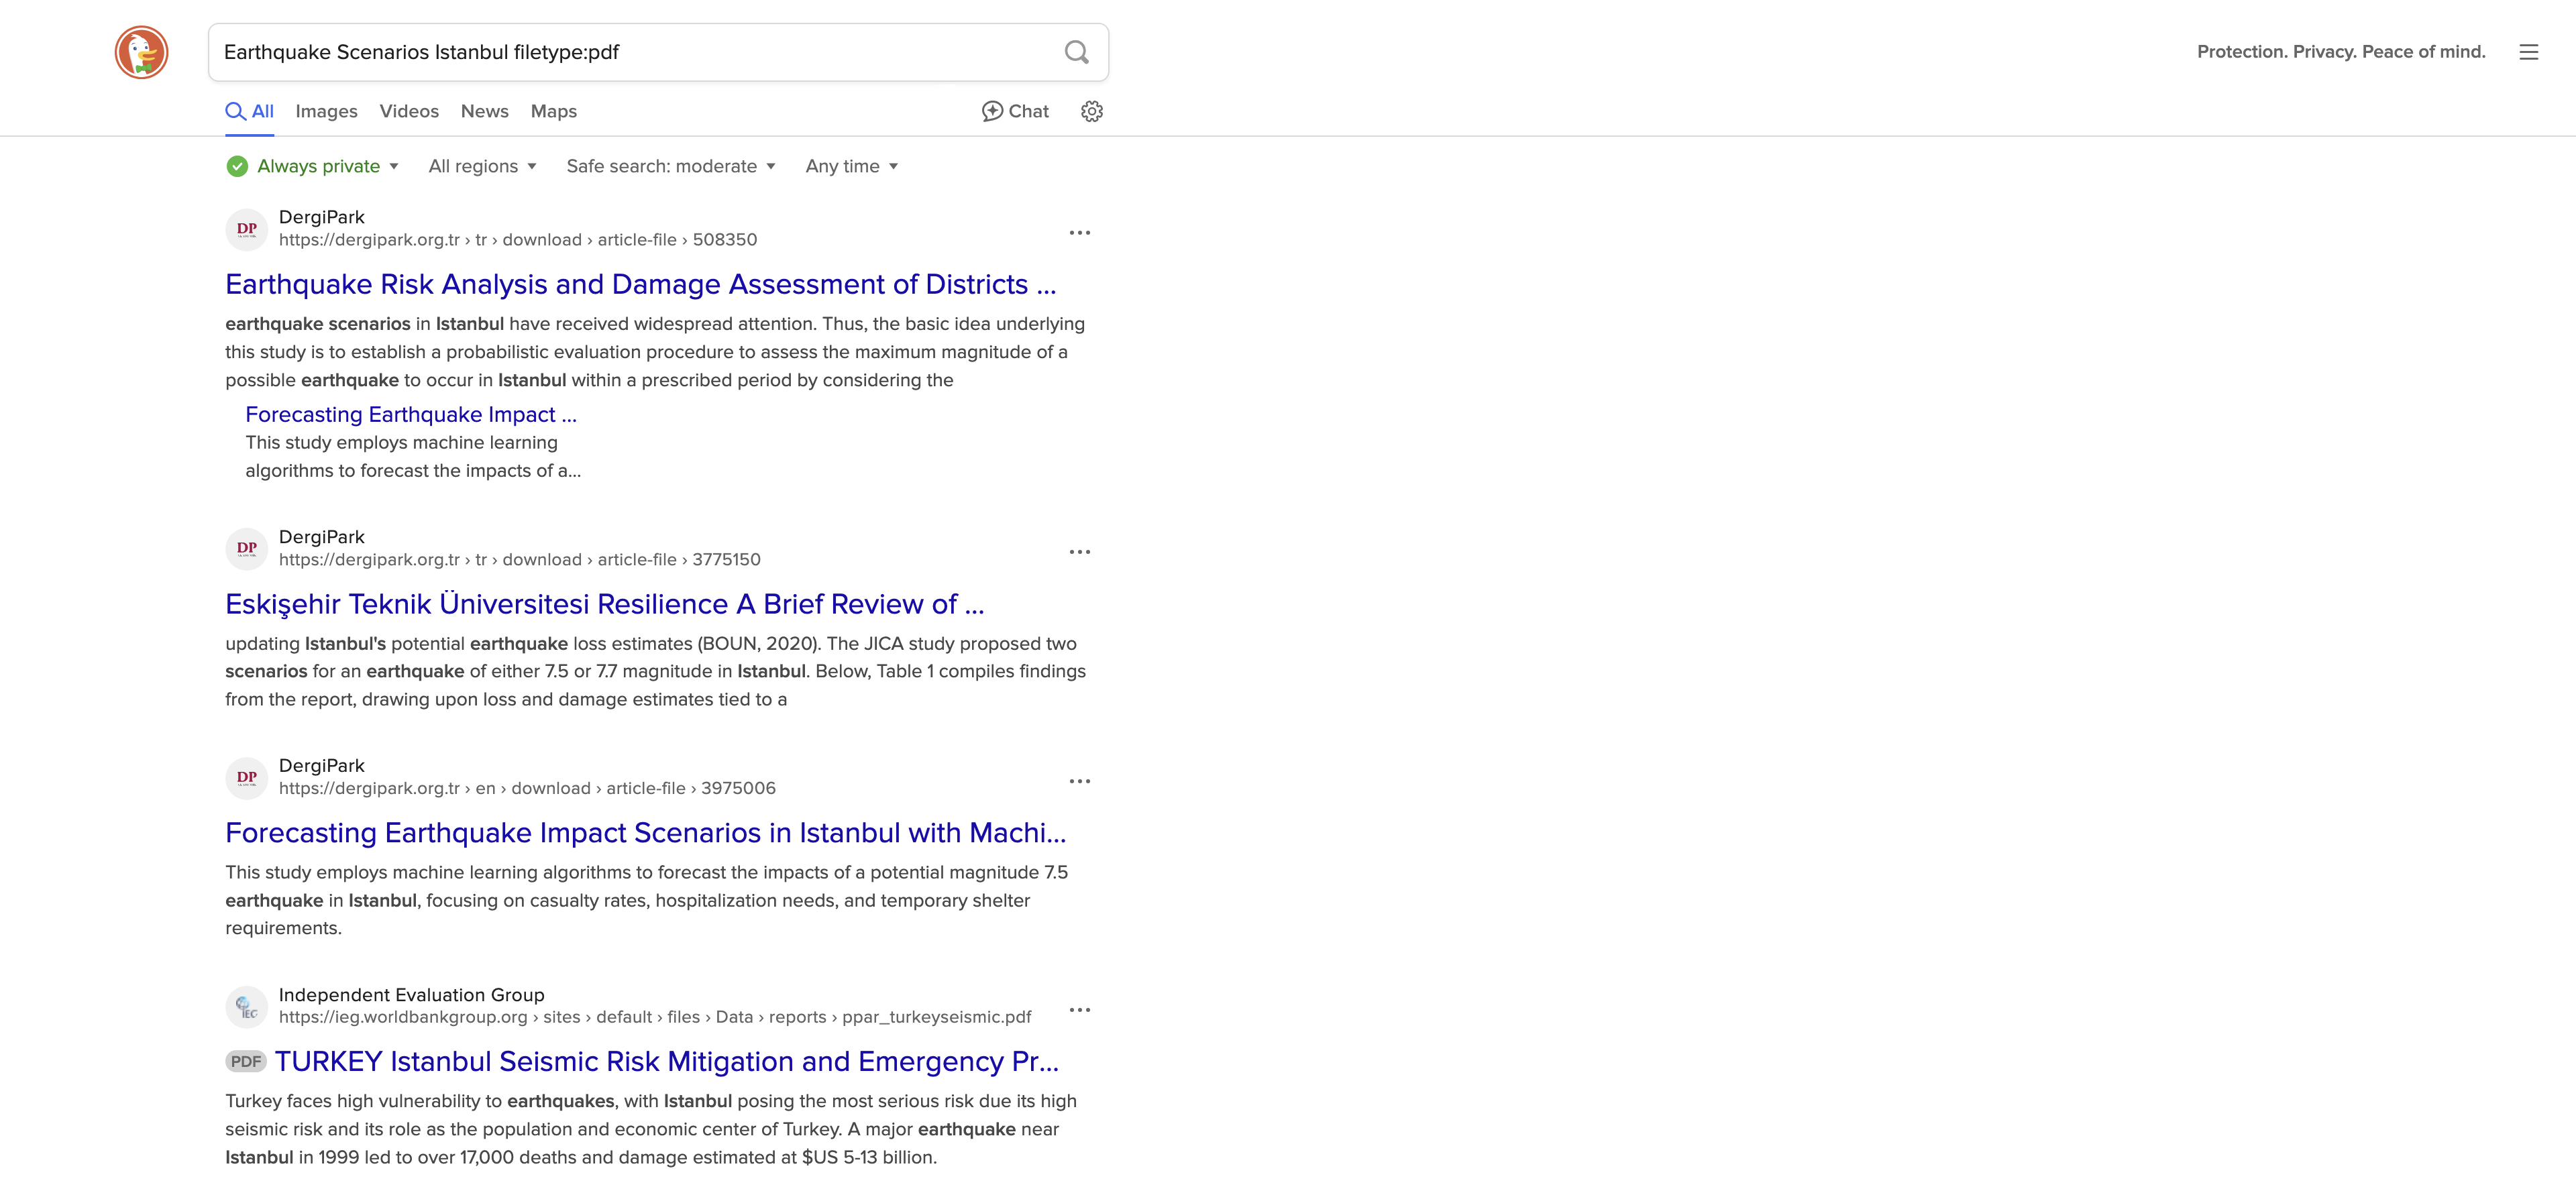 Earthquake Scenarios Istanbul filetype:pdf
Protection. Privacy. Peace of mind.
All Images Videos News Maps Chat
Always private All regions Safe search: moderate Any time
DP
DergiPark
https://dergipark.org.tr › tr › download › article-file › 508350
Earthquake Risk Analysis and Damage Assessment of Districts ...
earthquake scenarios in Istanbul have received widespread attention. Thus, the basic idea underlying
this study is to establish a probabilistic evaluation procedure to assess the maximum magnitude of a
possible earthquake to occur in Istanbul within a prescribed period by considering the
Forecasting Earthquake Impact ...
This study employs machine learning
algorithms to forecast the impacts of a...
DP
DergiPark
https://dergipark.org.tr › tr › download › article-file › 3775150
Eskişehir Teknik Üniversitesi Resilience A Brief Review of ...
updating Istanbul's potential earthquake loss estimates (BOUN, 2020). The JICA study proposed two
scenarios for an earthquake of either 7.5 or 7.7 magnitude in Istanbul. Below, Table 1 compiles findings
from the report, drawing upon loss and damage estimates tied to a
DP
DergiPark
https://dergipark.org.tr › en › download › article-file › 3975006
Forecasting Earthquake Impact Scenarios in Istanbul with Machi...
This study employs machine learning algorithms to forecast the impacts of a potential magnitude 7.5
earthquake in Istanbul, focusing on casualty rates, hospitalization needs, and temporary shelter
requirements.
IEG
Independent Evaluation Group
https://ieg.worldbankgroup.org › sites › default › files › Data › reports › ppar_turkeyseismic.pdf
PDF TURKEY Istanbul Seismic Risk Mitigation and Emergency Pr...
Turkey faces high vulnerability to earthquakes, with Istanbul posing the most serious risk due its high
seismic risk and its role as the population and economic center of Turkey. A major earthquake near
Istanbul in 1999 led to over 17,000 deaths and damage estimated at $US 5-13 billion.